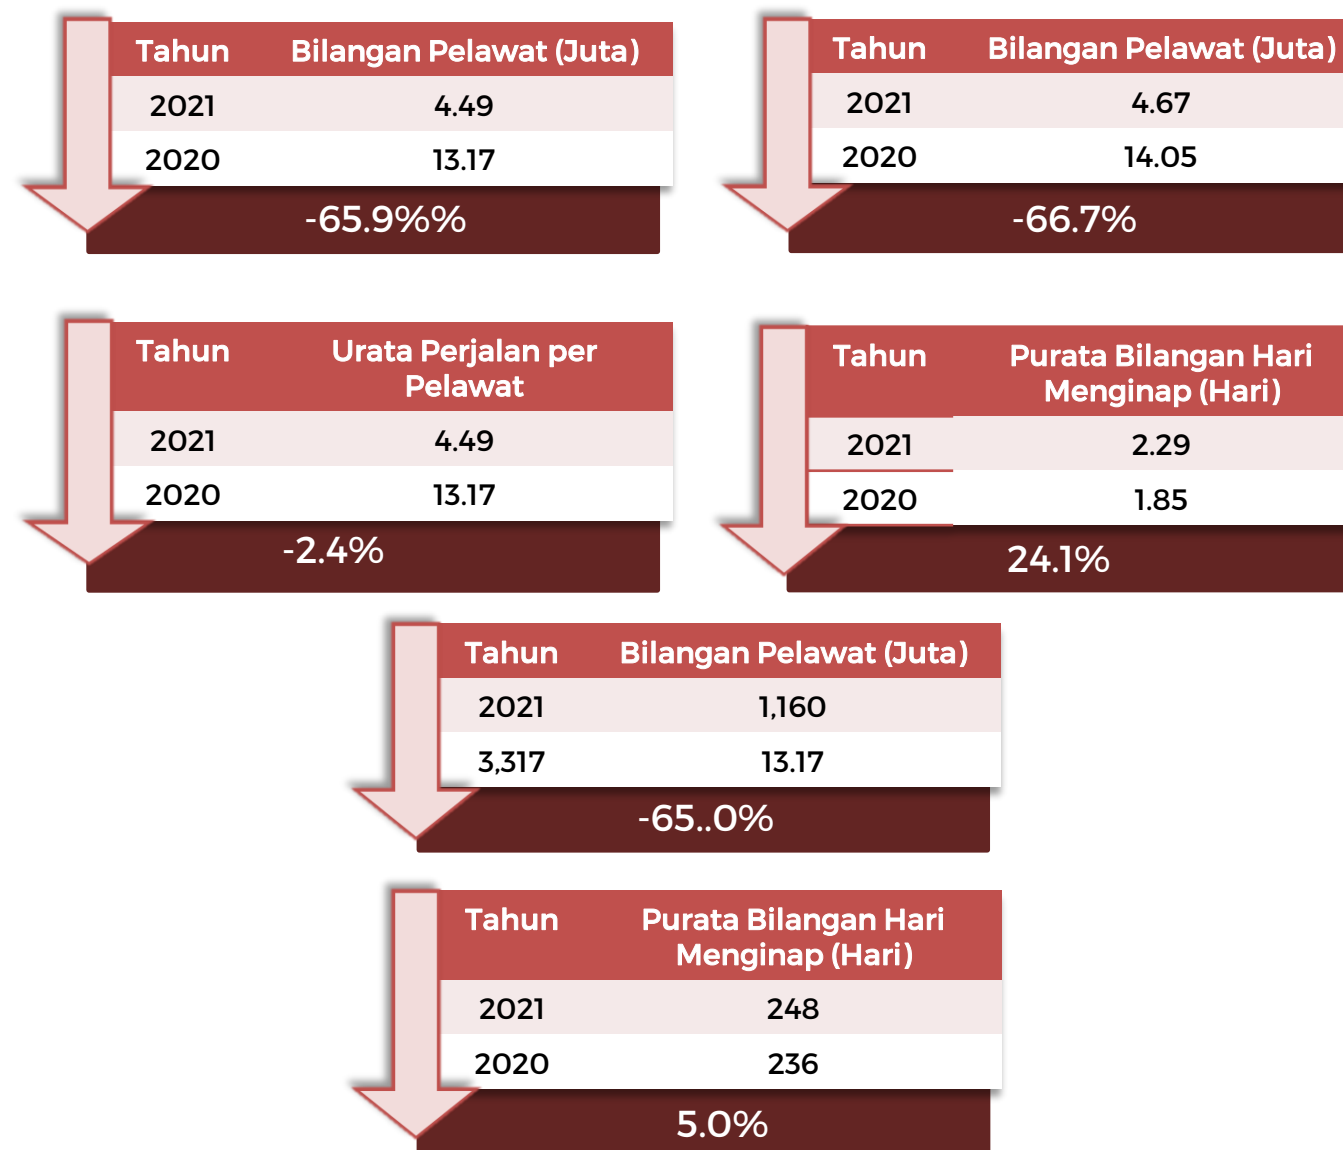 Tahun Bilangan Pelawat (Juta)
2021 4.49
2020 13.17
-65.9%%
Tahun Bilangan Pelawat (Juta)
2021 4.67
2020 14.05
-66.7%
Tahun Urata Perjalan per
Pelawat
2021 4.49
2020 13.17
-2.4%
Tahun Purata Bilangan Hari
Menginap (Hari)
2021 2.29
2020 1.85
24.1%
Tahun Bilangan Pelawat (Juta)
2021 1,160
3,317 13.17
-65..0%
Tahun Purata Bilangan Hari
Menginap (Hari)
2021 248
2020 236
5.0%